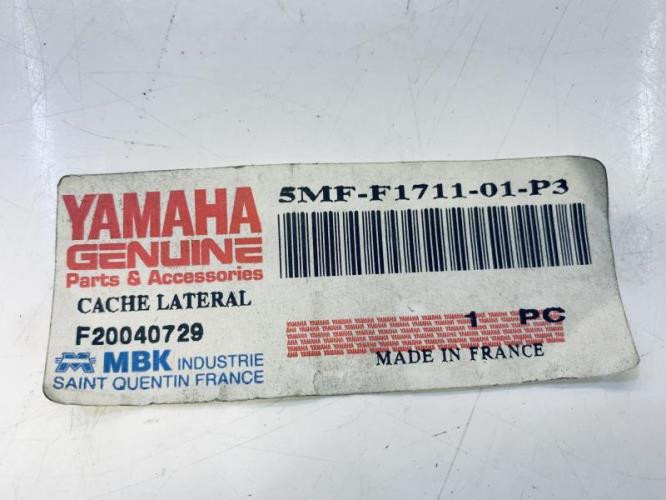 YAMAHA
GENUINE
Parts & Accessories
CACHE LATERAL
F20040729
MBK INDUSTRIE
SAINT QUENTIN FRANCE
5MF-F1711-01-P3
1 PC
MADE IN FRANCE